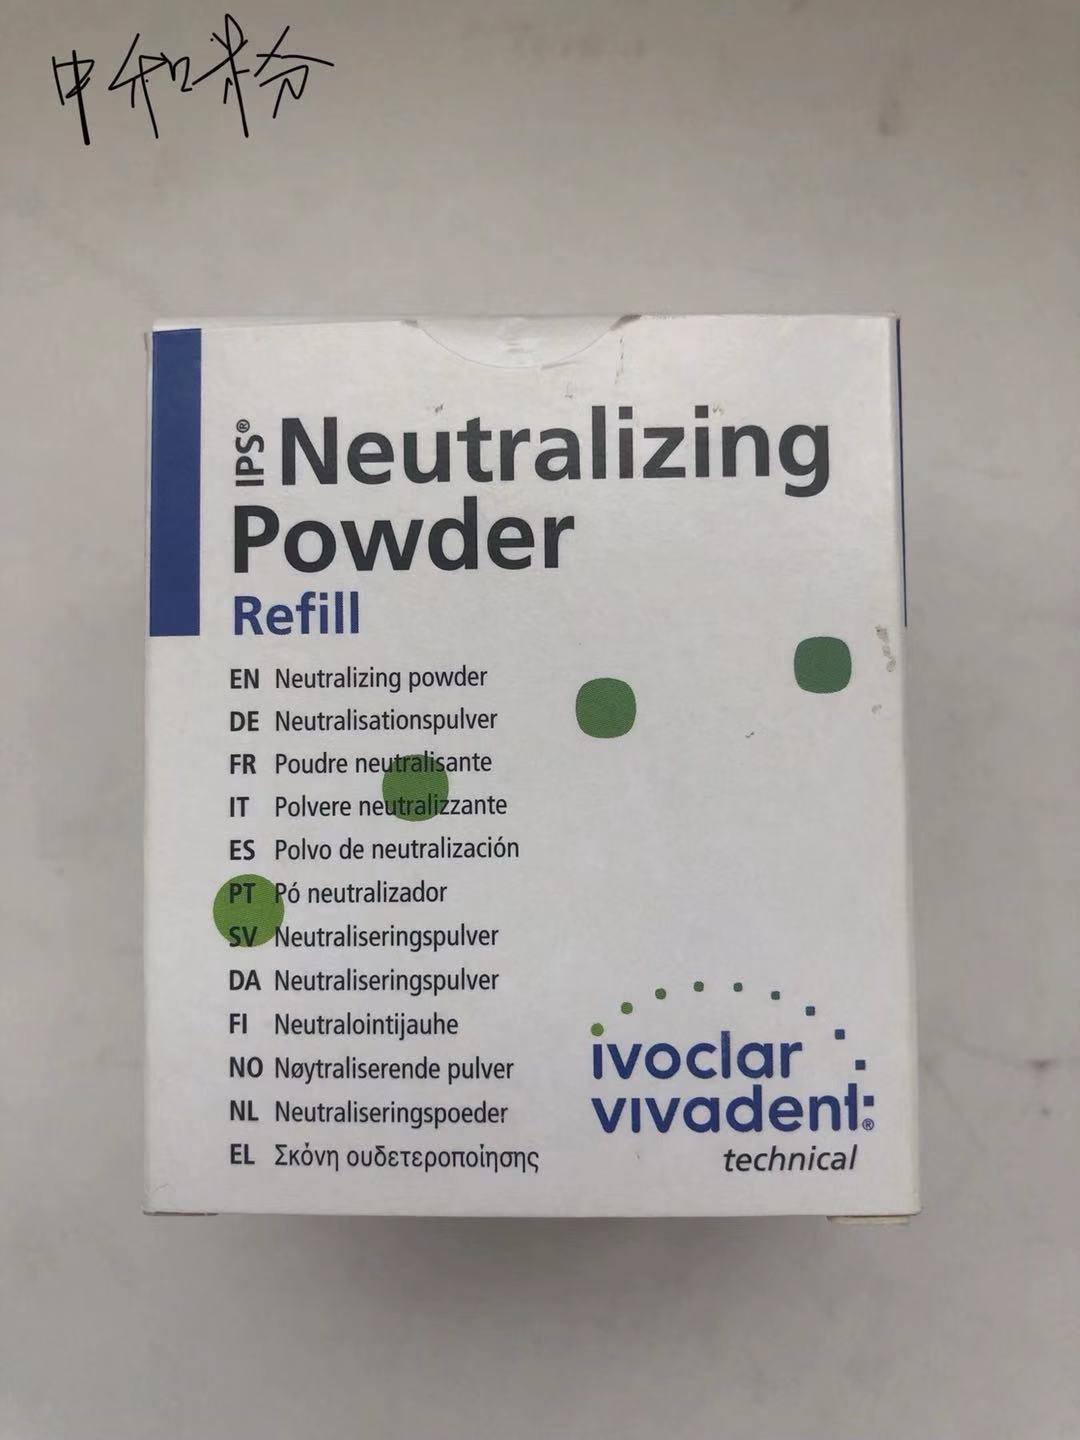 中和粉
IPS® Neutralizing
Powder
Refill
EN Neutralizing powder
DE Neutralisationspulver
FR Poudre neutralisante
IT Polvere neutralizzante
ES Polvo de neutralización
PT Pó neutralizador
SV Neutraliseringspulver
DA Neutraliseringspulver
FI Neutralointijauhe
NO Nøytraliserende pulver
NL Neutraliseringspoeder
EL Σκόνη ουδετεροποίησης
ivoclar
vivadent®
technical